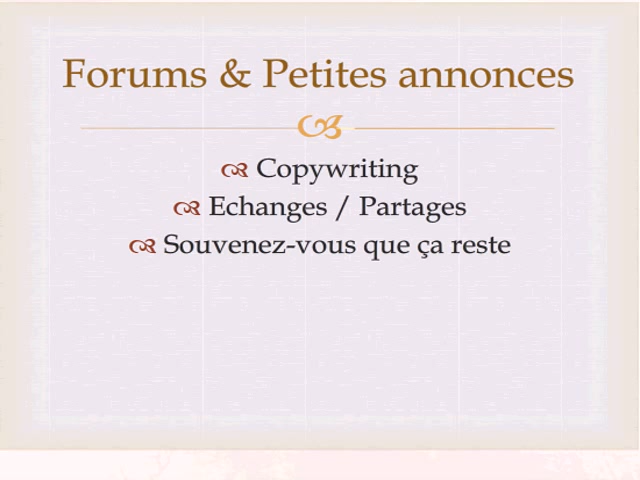 Forums & Petites annonces
Copywriting
Echanges / Partages
Souvenez-vous que ça reste